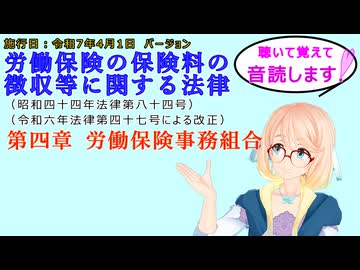 施行日：令和7年4月1日 バージョン
労働保険の保険料の
徴収等に関する法律
（昭和四十四年法律第八十四号）
（令和六年法律第四十七号による改正）
第四章 労働保険事務組合
聴いて覚えて
音読します！